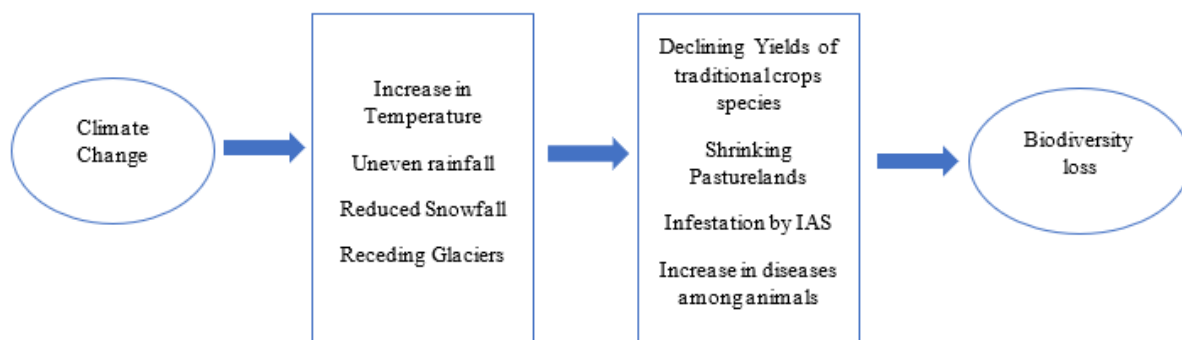 Climate
Change
Increase in
Temperature
Uneven rainfall
Reduced Snowfall
Receding Glaciers
Declining Yields of
traditional crops
species
Shrinking
Pasturelands
Infestation by IAS
Increase in diseases
among animals
Biodiversity
loss